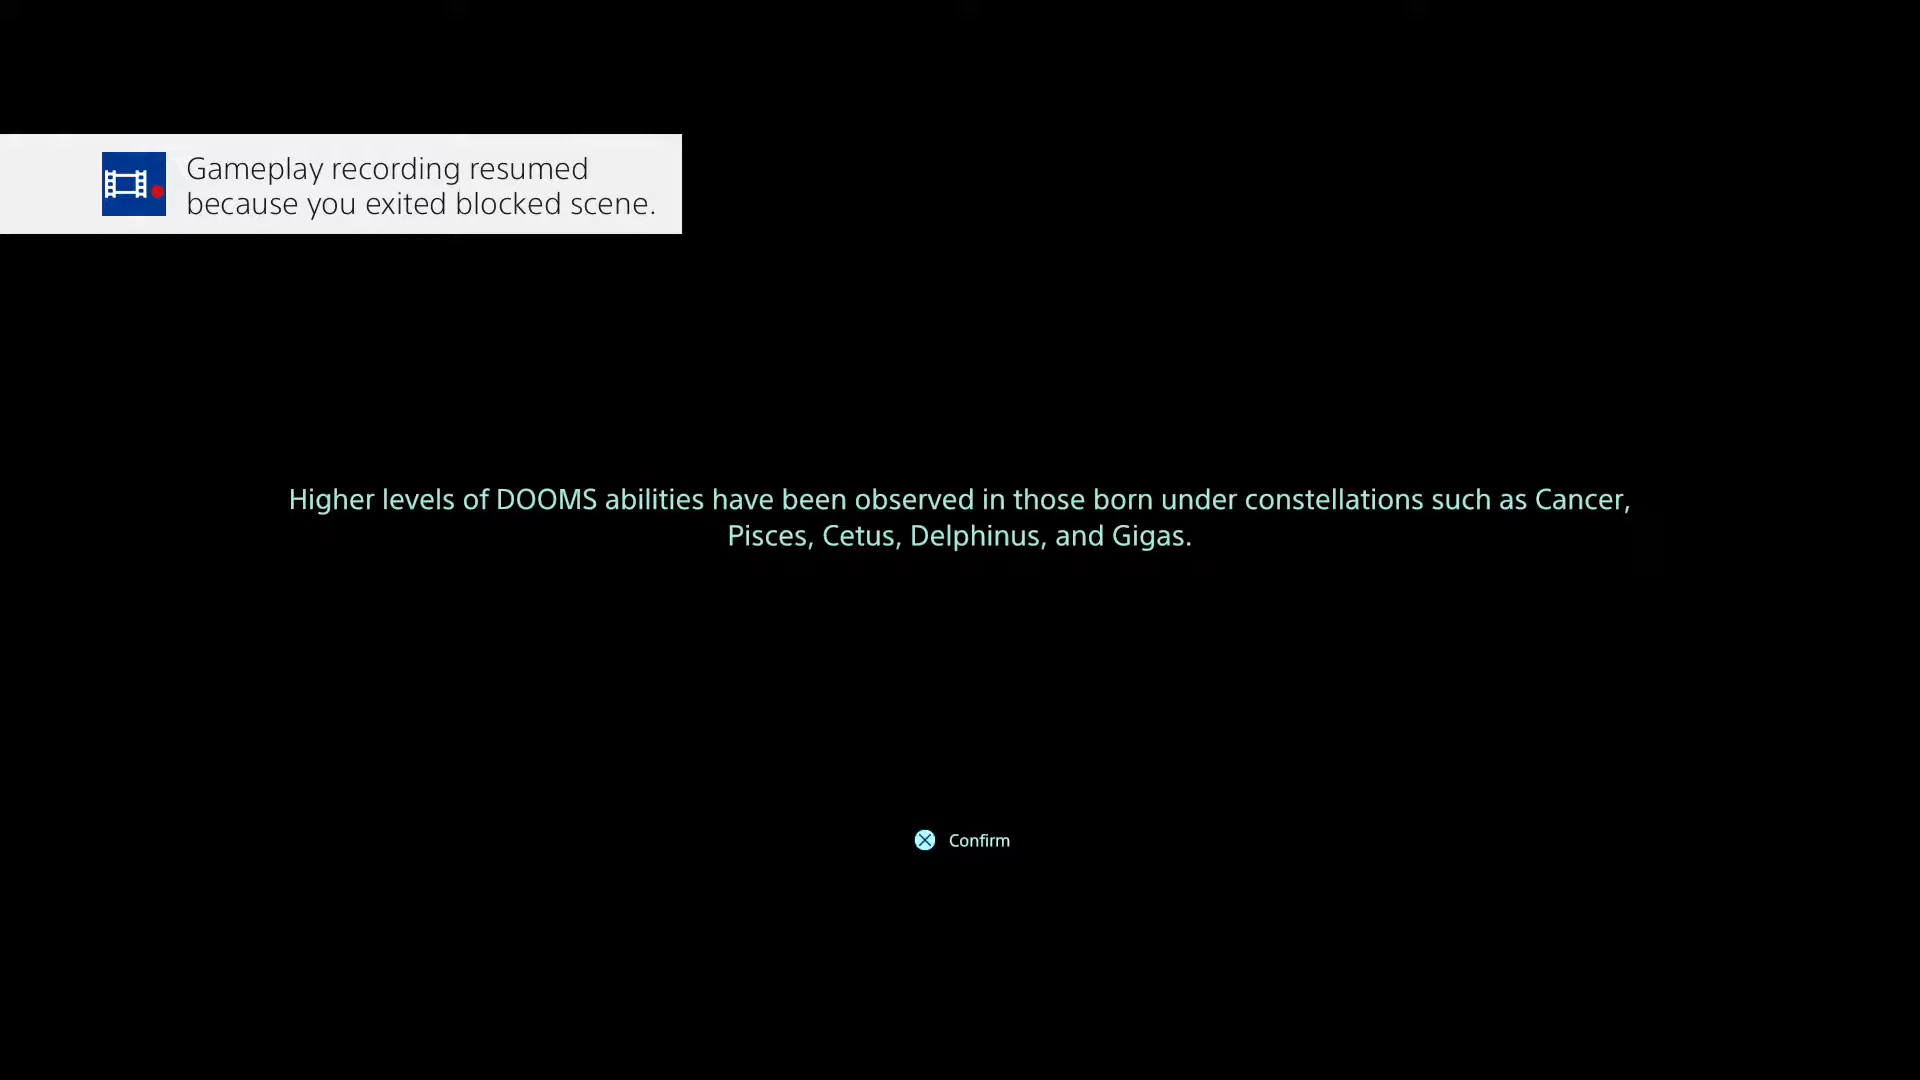 Gameplay recording resumed
because you exited blocked scene.
Higher levels of DOOMS abilities have been observed in those born under constellations such as Cancer,
Pisces, Cetus, Delphinus, and Gigas.
Confirm